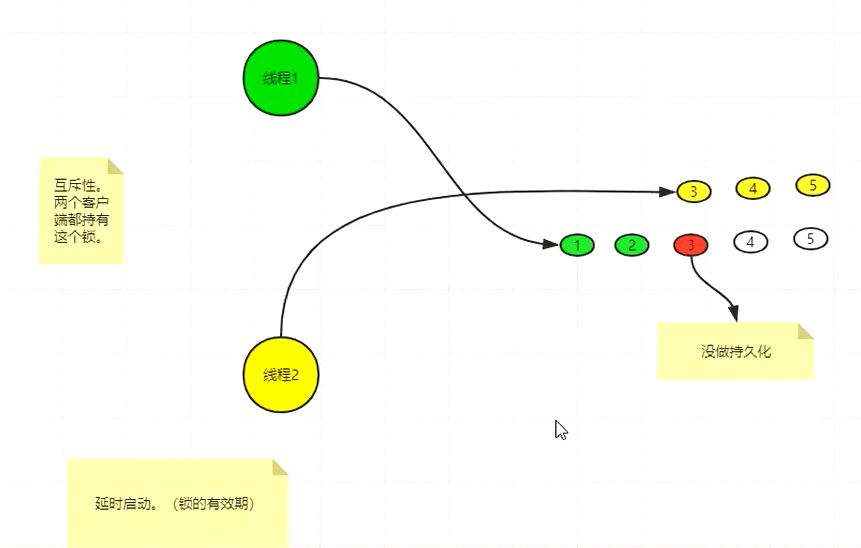 线程1
互斥性。
两个客户
端都持有
这个锁。
3 4 5
1 2 3 4 5
没做持久化
线程2
延时启动。（锁的有效期）